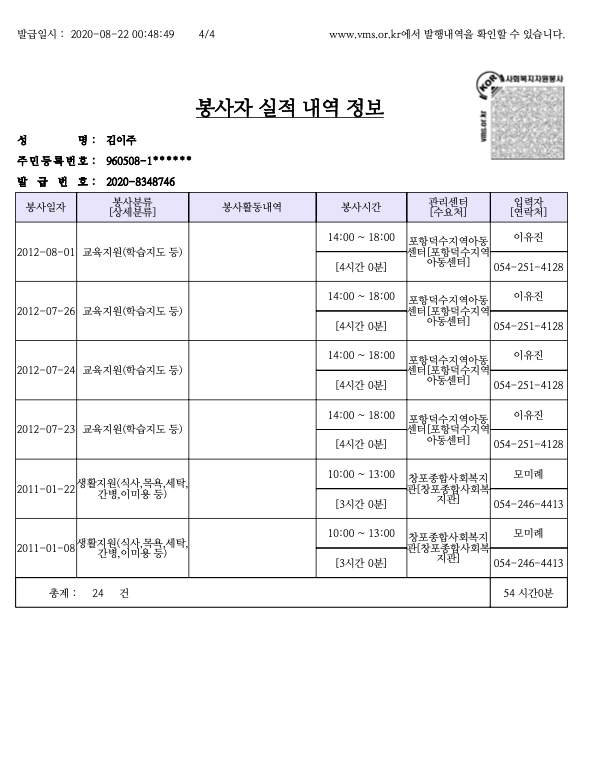 발급일시 : 2020-08-22 00:48:49 4/4 www.vms.or.kr에서 발행내역을 확인할 수 있습니다.
KOR 사회복지자원봉사
vms.or.kr
봉사자 실적 내역 정보
성 명 : 김이주
주민등록번호 : 960508-1******
발 급 번 호 : 2020-8348746
봉사일자 봉사분류 [상세분류] 봉사활동내역 봉사시간 관리센터 [수요처] 입력자 [연락처]
2012-08-01 교육지원(학습지도 등) 14:00 ~ 18:00 [4시간 0분] 포항덕수지역아동센터[포항덕수지역아동센터] 이유진 054-251-4128
2012-07-26 교육지원(학습지도 등) 14:00 ~ 18:00 [4시간 0분] 포항덕수지역아동센터[포항덕수지역아동센터] 이유진 054-251-4128
2012-07-24 교육지원(학습지도 등) 14:00 ~ 18:00 [4시간 0분] 포항덕수지역아동센터[포항덕수지역아동센터] 이유진 054-251-4128
2012-07-23 교육지원(학습지도 등) 14:00 ~ 18:00 [4시간 0분] 포항덕수지역아동센터[포항덕수지역아동센터] 이유진 054-251-4128
2011-01-22 생활지원(식사,목욕,세탁,간병,이미용 등) 10:00 ~ 13:00 [3시간 0분] 창포종합사회복지관[창포종합사회복지관] 모미례 054-246-4413
2011-01-08 생활지원(식사,목욕,세탁,간병,이미용 등) 10:00 ~ 13:00 [3시간 0분] 창포종합사회복지관[창포종합사회복지관] 모미례 054-246-4413
총계 : 24 건 54 시간0분